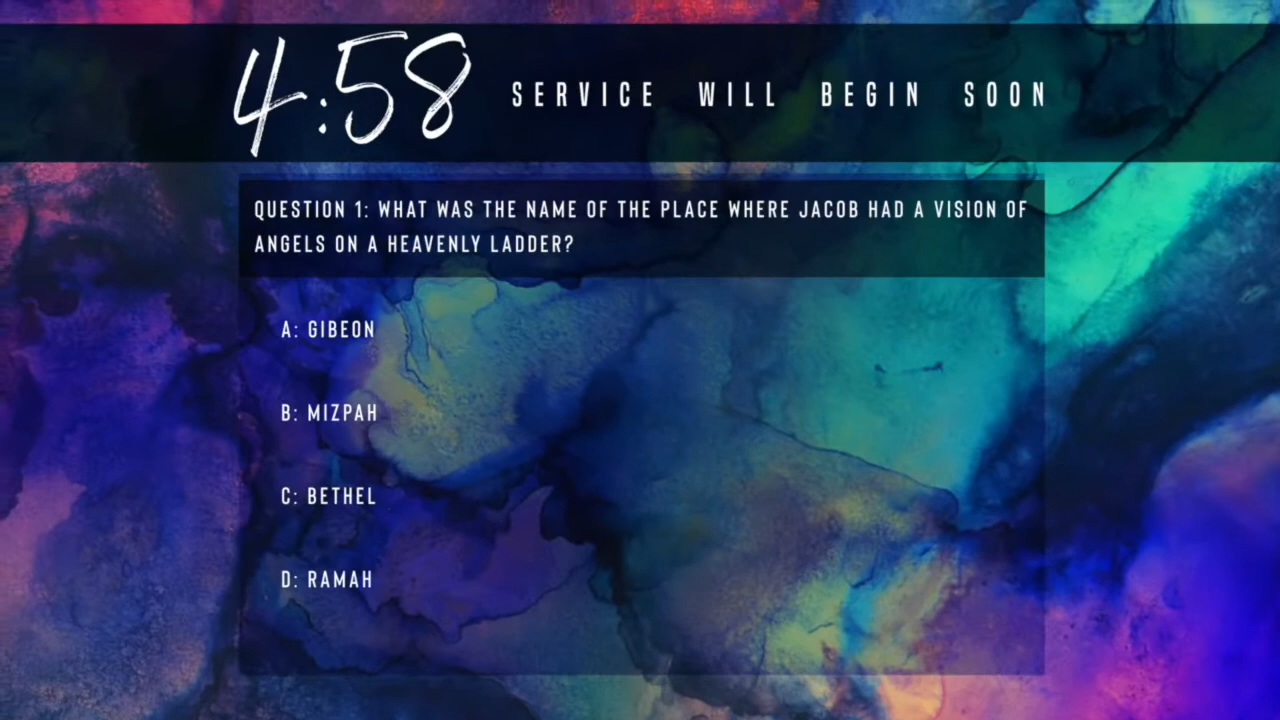 4:58 SERVICE WILL BEGIN SOON
QUESTION 1: WHAT WAS THE NAME OF THE PLACE WHERE JACOB HAD A VISION OF
ANGELS ON A HEAVENLY LADDER?
A: GIBEON
B: MIZPAH
C: BETHEL
D: RAMAH